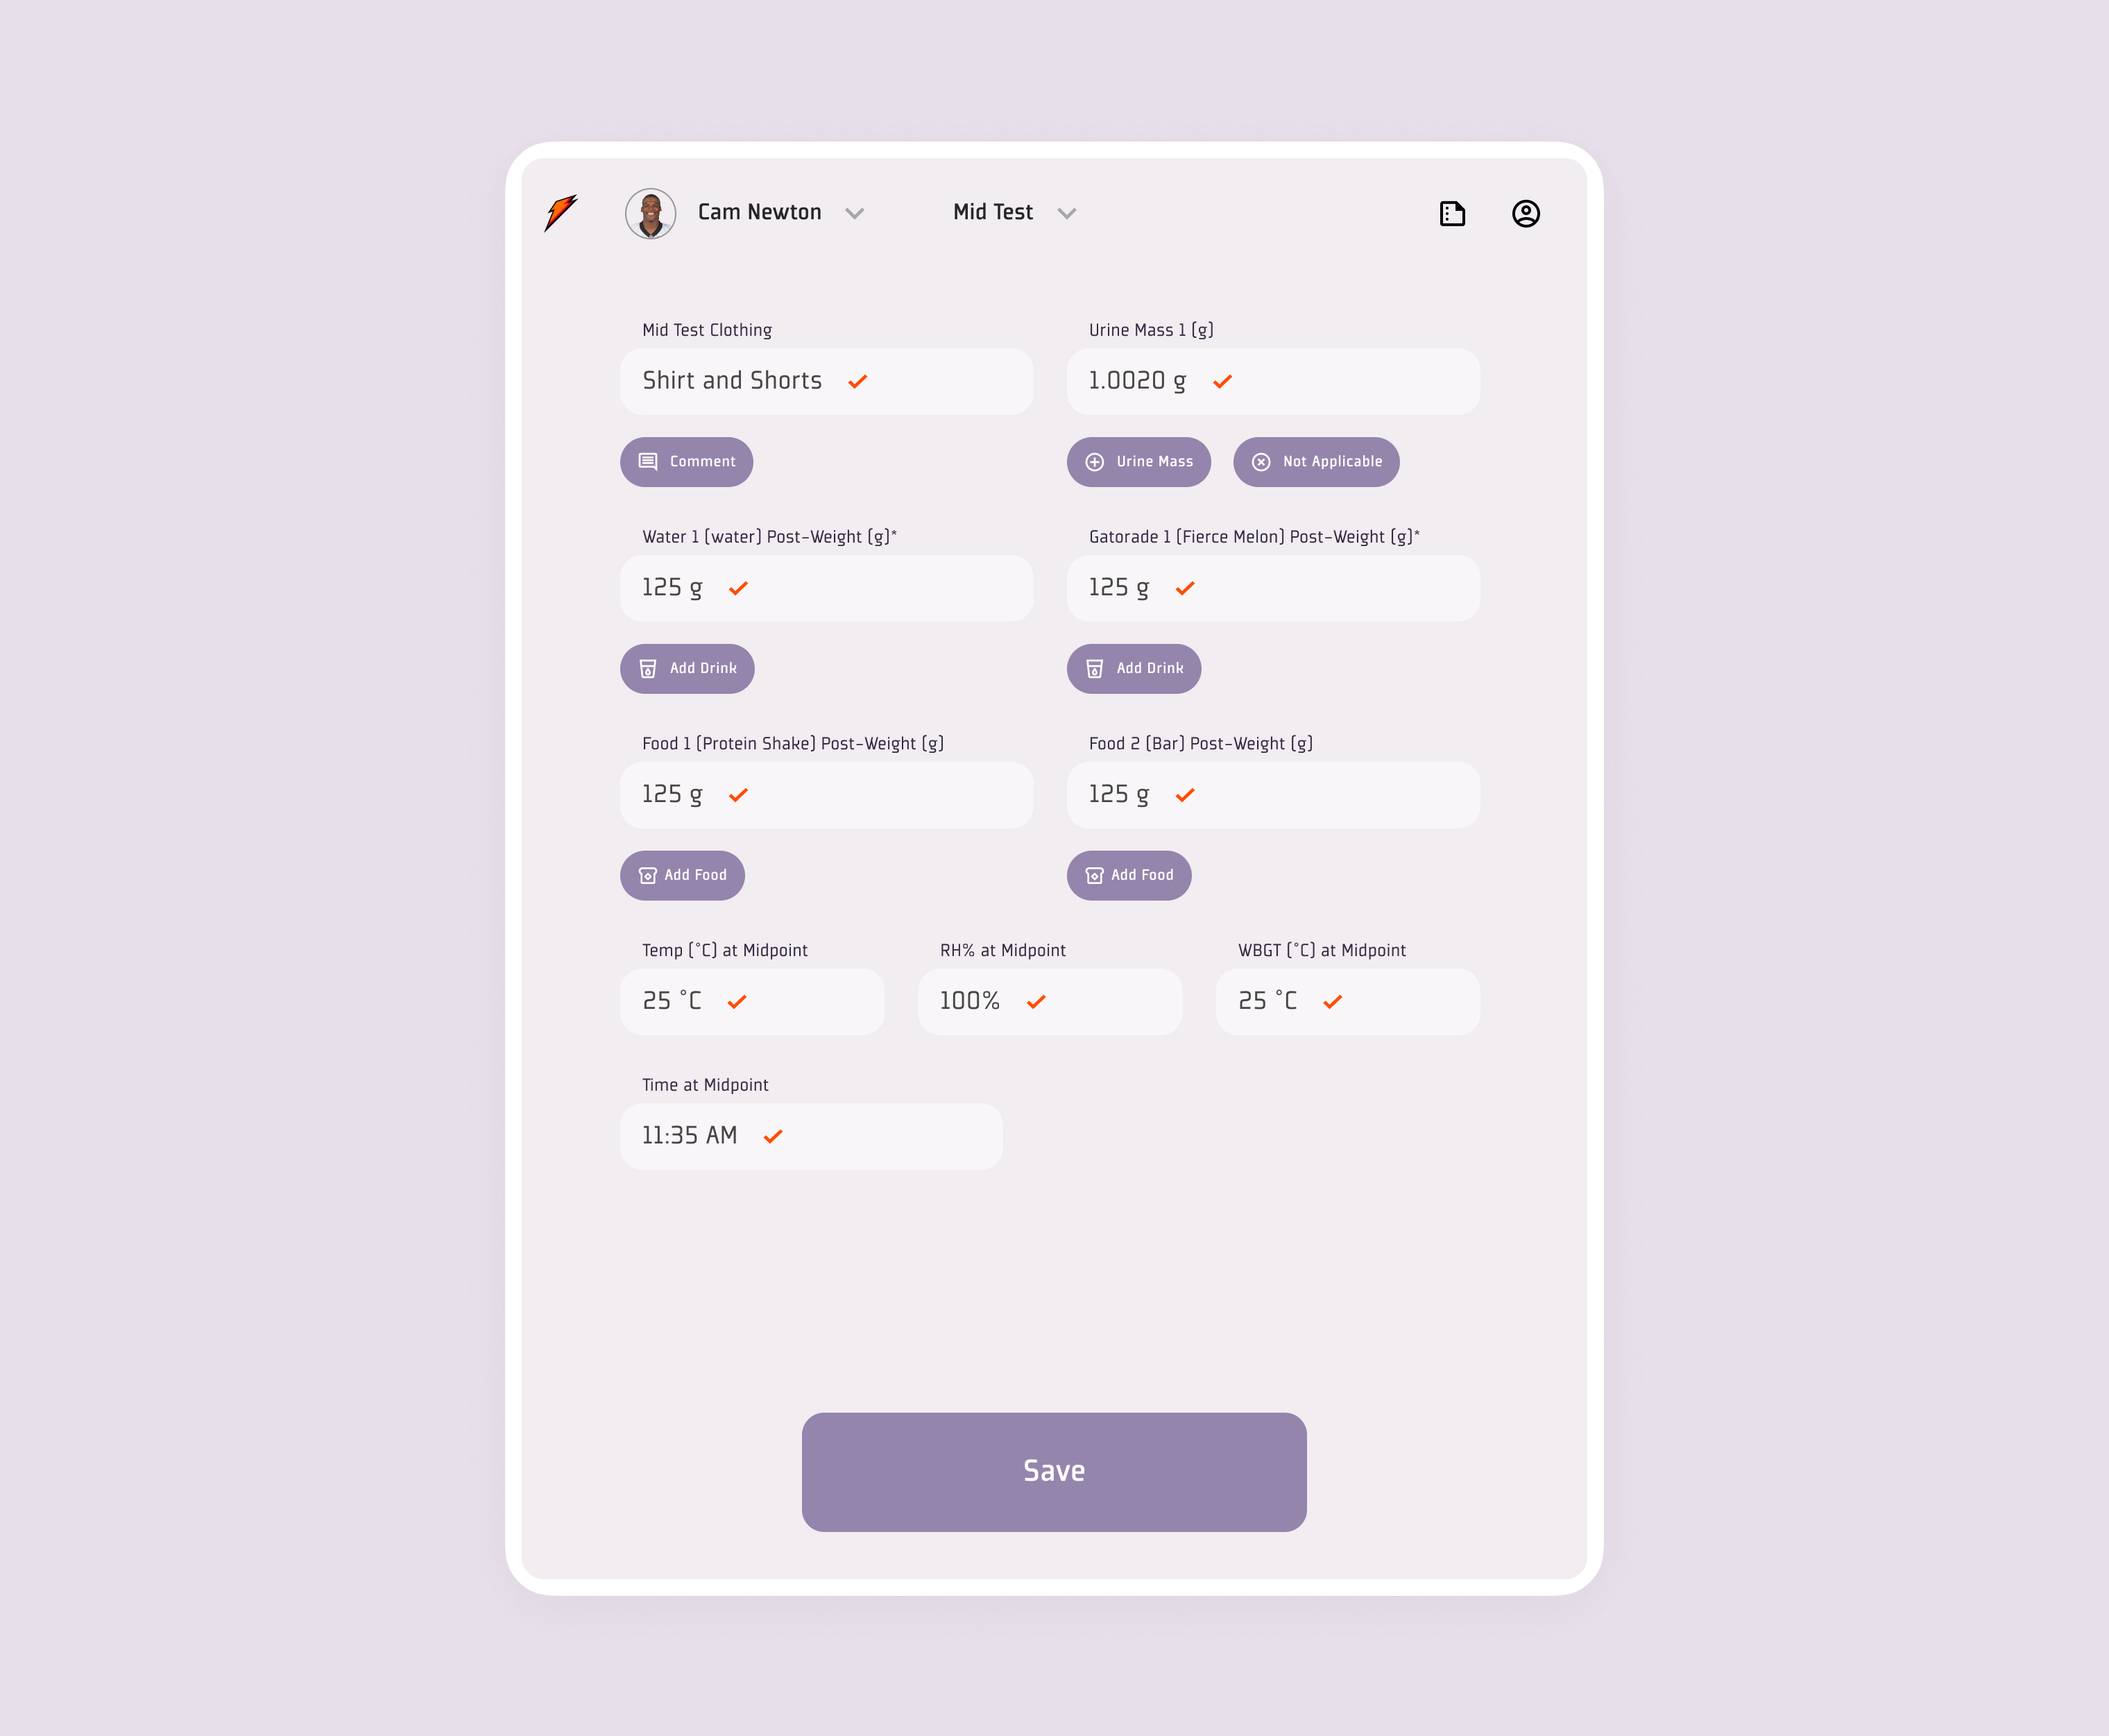 Cam Newton
Mid Test
Mid Test Clothing
Urine Mass 1 (g)
Shirt and Shorts
1.0020 g
Comment
Urine Mass
Not Applicable
Water 1 (water) Post-Weight (g)*
Gatorade 1 (Fierce Melon) Post-Weight (g)*
125 g
125 g
Add Drink
Add Drink
Food 1 (Protein Shake) Post-Weight (g)
Food 2 (Bar) Post-Weight (g)
125 g
125 g
Add Food
Add Food
Temp (°C) at Midpoint
RH% at Midpoint
WBGT (°C) at Midpoint
25 °C
100%
25 °C
Time at Midpoint
11:35 AM
Save